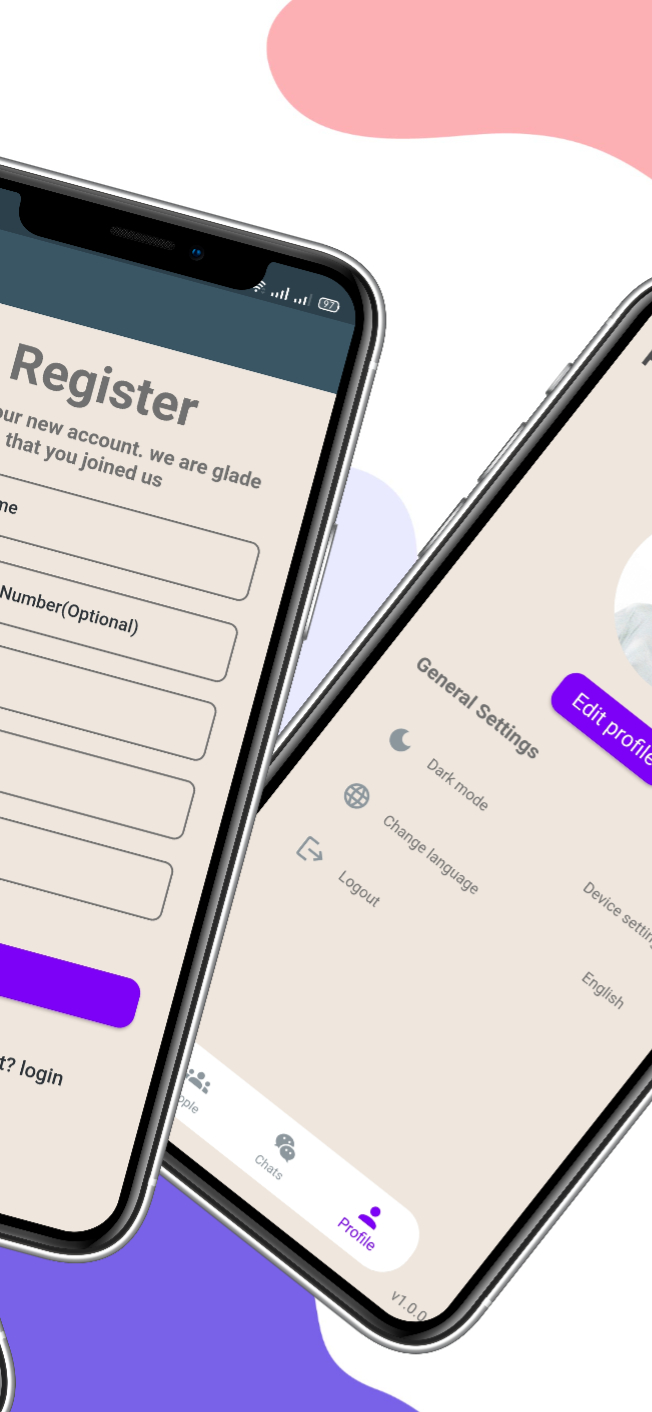 97
Register
our new account. we are glade
that you joined us
me
Number(Optional)
t? login
Edit profile
General Settings
Dark mode
Change language
Device setting
Logout
English
ople
Chats
Profile
v1.0.0